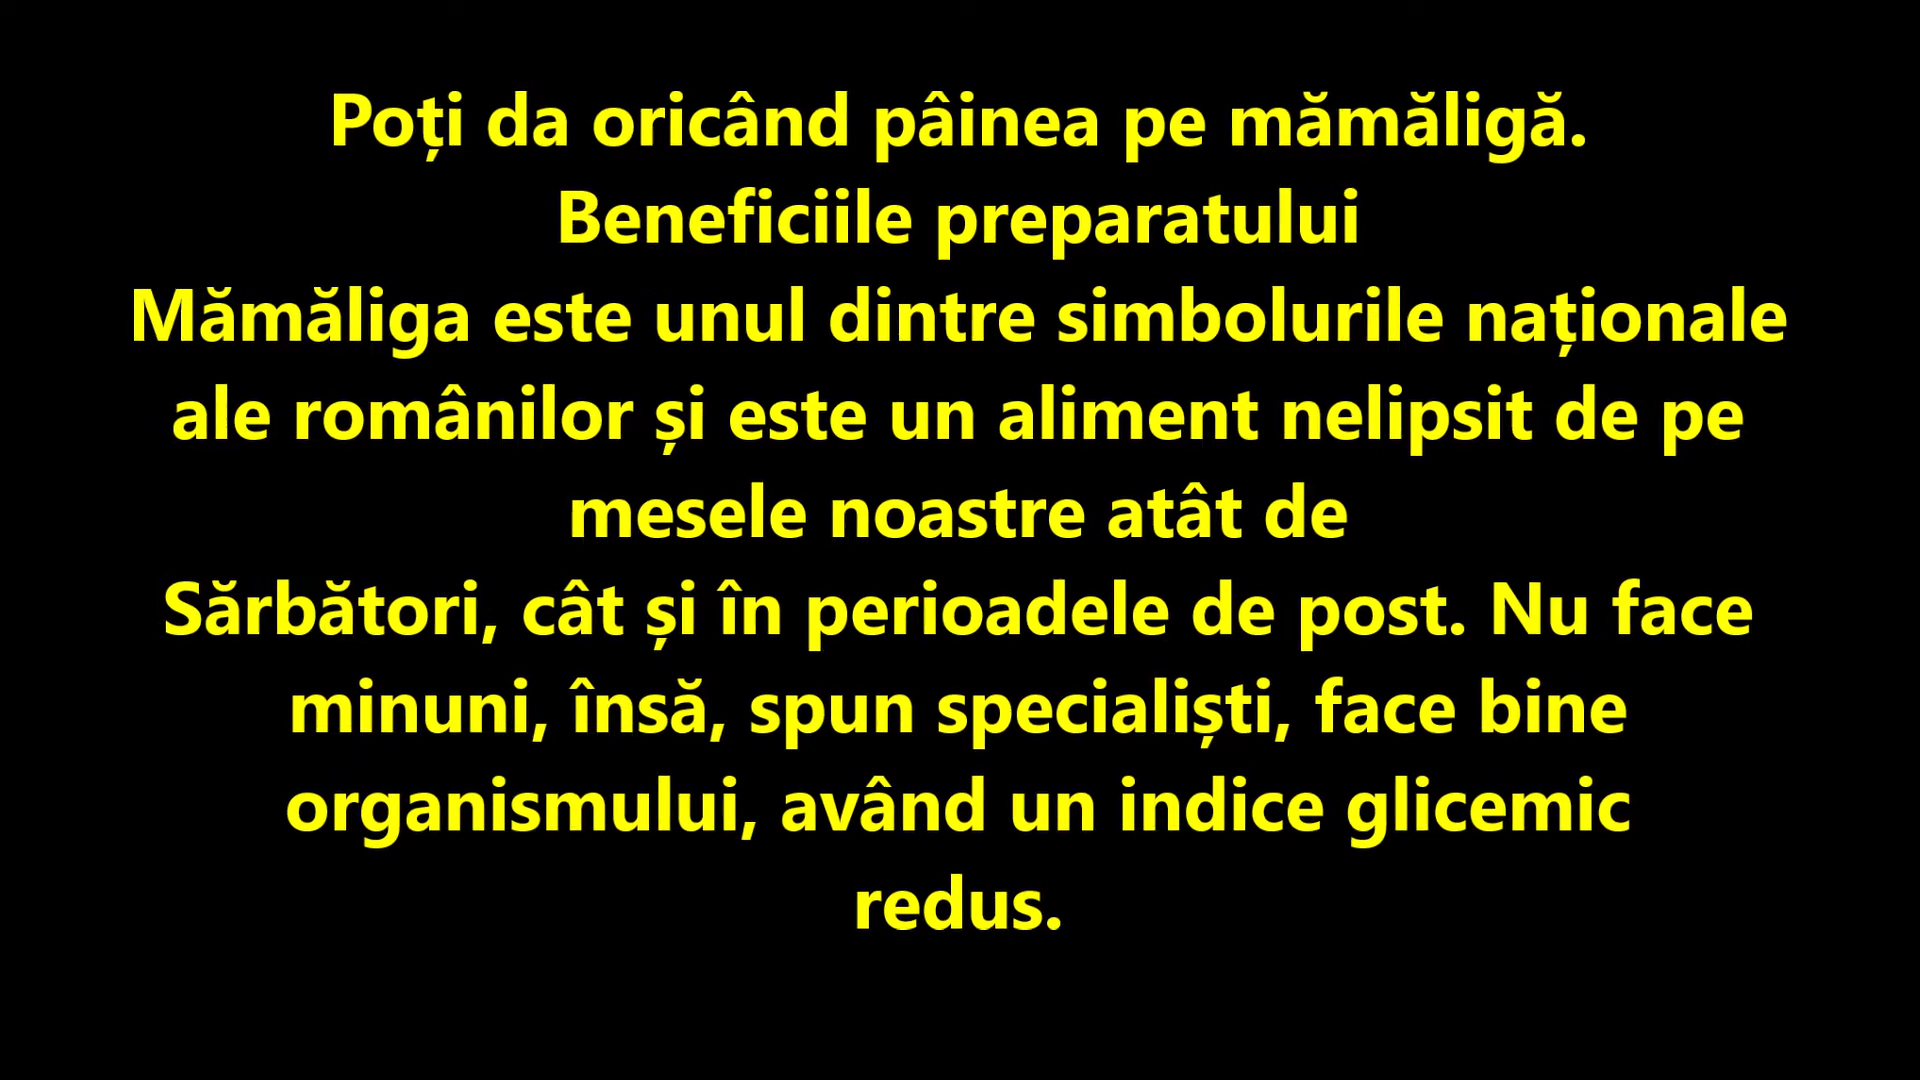 Poți da oricând pâinea pe mămăligă.
Beneficiile preparatului
Mămăliga este unul dintre simbolurile naționale
ale românilor și este un aliment nelipsit de pe
mesele noastre atât de
Sărbători, cât și în perioadele de post. Nu face
minuni, însă, spun specialiști, face bine
organismului, având un indice glicemic
redus.